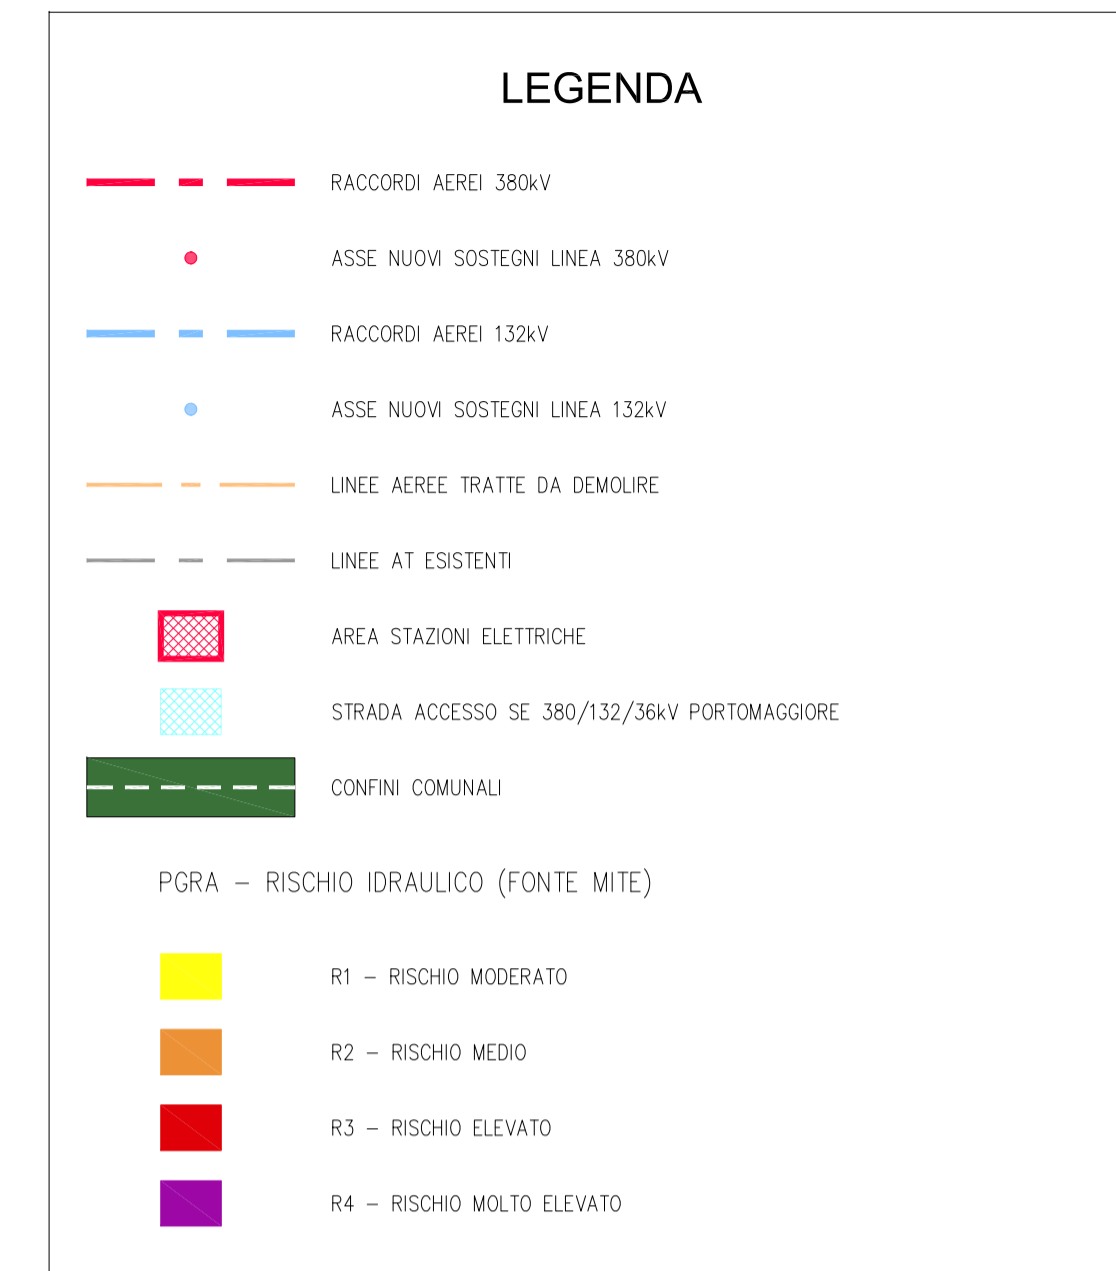 LEGENDA
RACCORDI AEREI 380kV
ASSE NUOVI SOSTEGNI LINEA 380kV
RACCORDI AEREI 132kV
ASSE NUOVI SOSTEGNI LINEA 132kV
LINEE AEREE TRATTE DA DEMOLIRE
LINEE AT ESISTENTI
AREA STAZIONI ELETTRICHE
STRADA ACCESSO SE 380/132/36kV PORTOMAGGIORE
CONFINI COMUNALI
PGRA – RISCHIO IDRAULICO (FONTE MITE)
R1 – RISCHIO MODERATO
R2 – RISCHIO MEDIO
R3 – RISCHIO ELEVATO
R4 – RISCHIO MOLTO ELEVATO